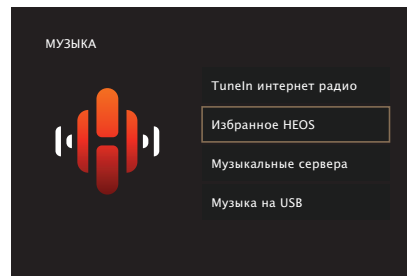 МУЗЫКА
TuneIn интернет радио
Избранное HEOS
Музыкальные сервера
Музыка на USB